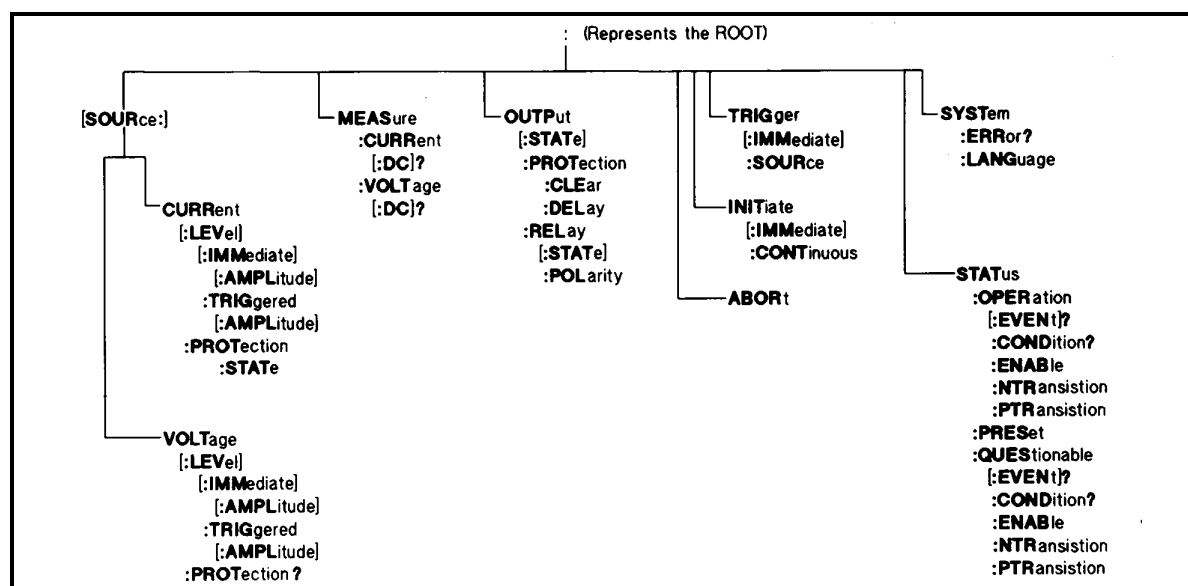 : (Represents the ROOT)
[SOURce:]
CURRent
[:LEVel]
[:IMMediate]
[:AMPLitude]
:TRIGgered
[:AMPLitude]
:PROTection
:STATe
VOLTage
[:LEVel]
[:IMMediate]
[:AMPLitude]
:TRIGgered
[:AMPLitude]
:PROTection?
MEASure
:CURRent
[:DC]?
:VOLTage
[:DC]?
OUTPut
[:STATe]
:PROTection
:CLEar
:DELay
:RELay
[:STATe]
:POLarity
TRIGger
[:IMMediate]
:SOURce
INITiate
[:IMMediate]
:CONTinuous
ABORt
SYSTem
:ERRor?
:LANGuage
STATus
:OPERation
[:EVENt]?
:CONDition?
:ENABle
:NTRansistion
:PTRansistion
:PRESet
:QUEStionable
[:EVENt]?
:CONDition?
:ENABle
:NTRansistion
:PTRansistion